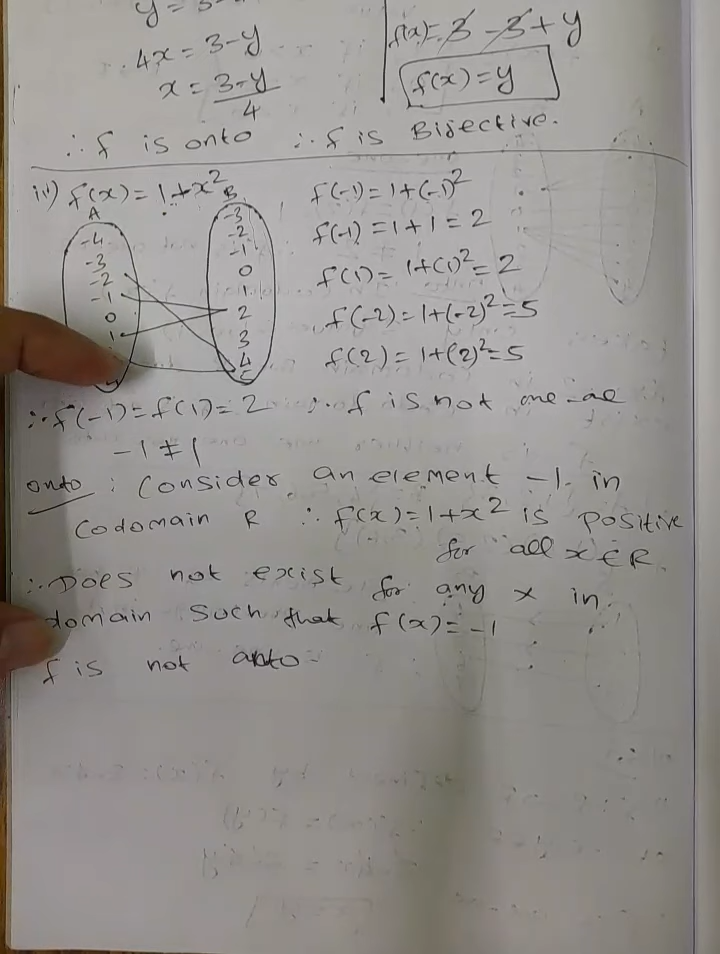 4x = 3-y
x = 3-y/4
f(x) = 3 - 3 + y
f(x) = y
∴ f is onto ∴ f is Bijective.
iv) f(x) = 1+x²
A
-4
-3
-2
-1
0
1
B
-3
-2
-1
0
1
2
3
4
5
f(-1) = 1+(-1)²
f(-1) = 1+1 = 2
f(1) = 1+(1)² = 2
f(-2) = 1+(-2)² = 5
f(2) = 1+(2)² = 5
∴ f(-1) = f(1) = 2 ∴ f is not one-one
-1 ≠ 1
onto : Consider an element -1 in
Codomain R ∴ f(x) = 1+x² is positive
for all x ∈ R
∴ Does not exist for any x in
domain such that f(x) = -1
f is not onto